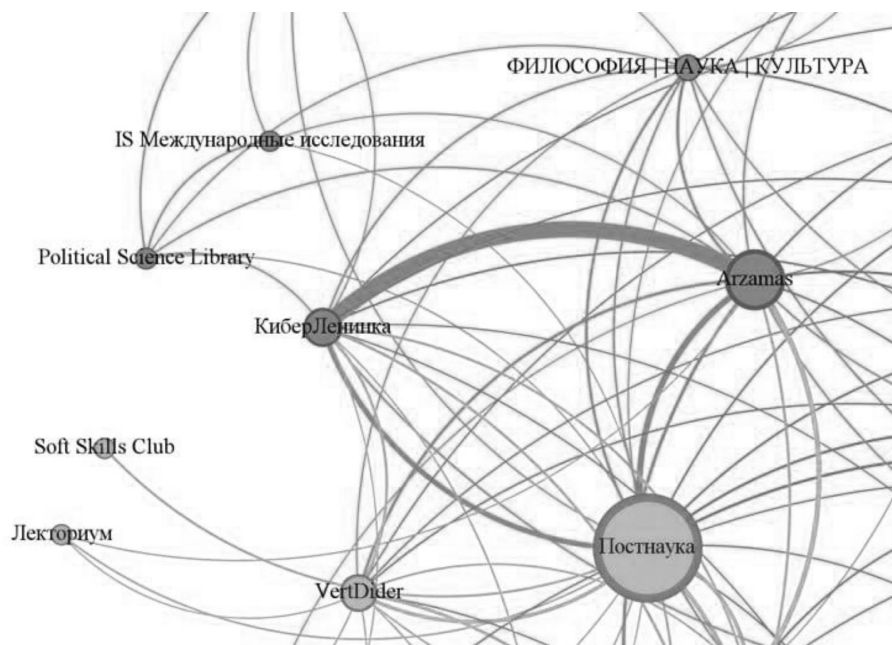 ФИЛОСОФИЯ | НАУКА | КУЛЬТУРА
IS Международные исследования
Political Science Library
Arzamas
КиберЛенинка
Soft Skills Club
Лекториум
Постнаука
VertDider